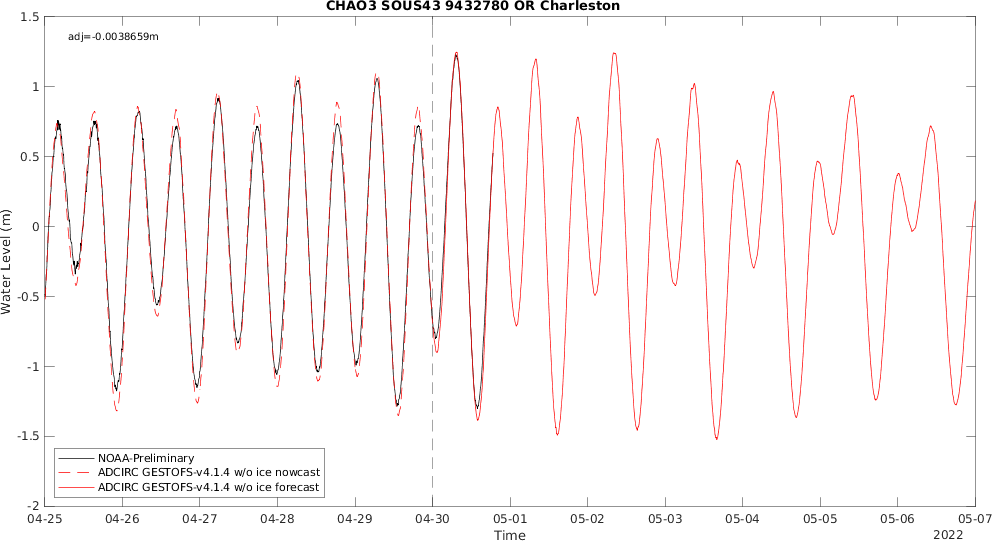 CHAO3 SOUS43 9432780 OR Charleston
adj=-0.0038659m
1.5
1
0.5
0
-0.5
-1
-1.5
-2
Water Level (m)
NOAA-Preliminary
ADCIRC GESTOFS-v4.1.4 w/o ice nowcast
ADCIRC GESTOFS-v4.1.4 w/o ice forecast
04-25 04-26 04-27 04-28 04-29 04-30 05-01 05-02 05-03 05-04 05-05 05-06 05-07
Time
2022